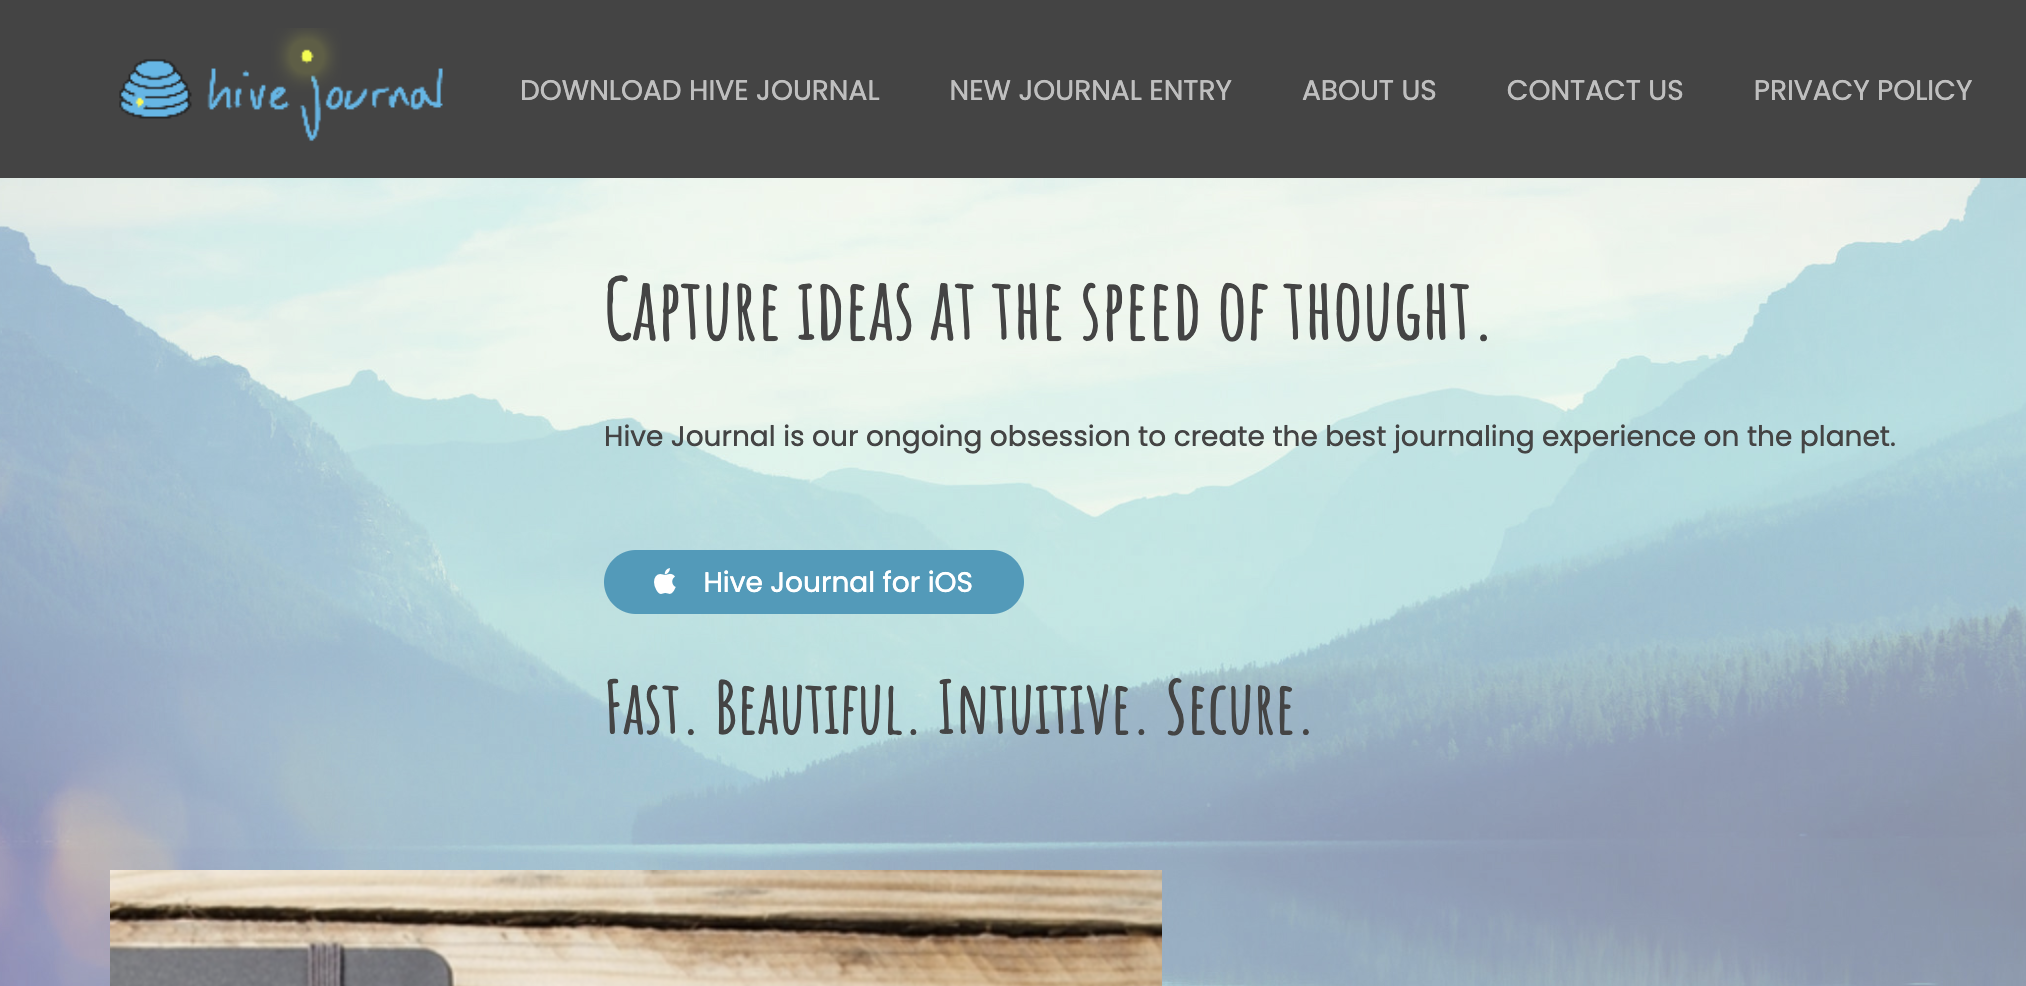 hive journal
DOWNLOAD HIVE JOURNAL
NEW JOURNAL ENTRY
ABOUT US
CONTACT US
PRIVACY POLICY
Capture ideas at the speed of thought.
Hive Journal is our ongoing obsession to create the best journaling experience on the planet.
Hive Journal for iOS
Fast. Beautiful. Intuitive. Secure.